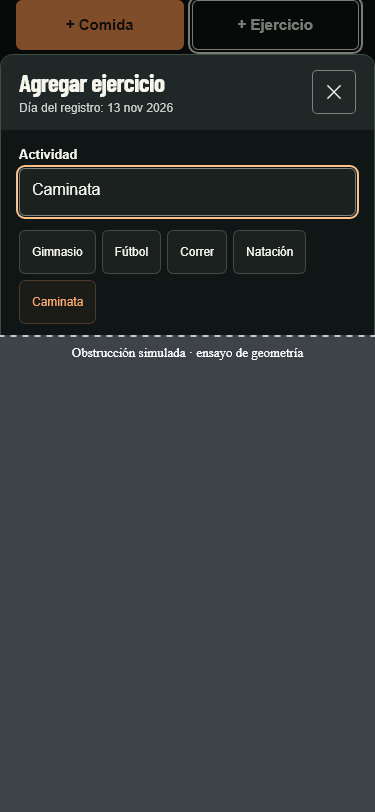 + Comida
+ Ejercicio
Agregar ejercicio
Día del registro: 13 nov 2026
Actividad
Caminata
Gimnasio
Fútbol
Correr
Natación
Caminata
Obstrucción simulada · ensayo de geometría